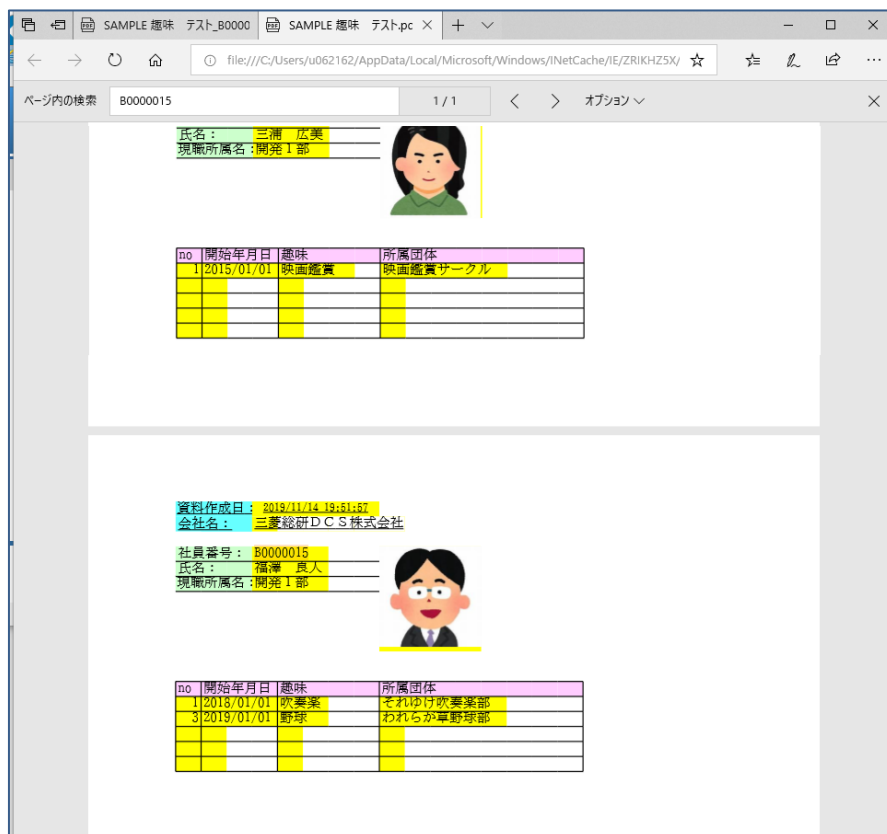 SAMPLE 趣味 テスト_B0000
SAMPLE 趣味 テスト.pc
file:///C:/Users/u062162/AppData/Local/Microsoft/Windows/INetCache/IE/ZRIKHZ5X/
ページ内の検索 B0000015 1 / 1 オプション
氏名： 三浦 広美
現職所属名：開発１部
no 開始年月日 趣味 所属団体
1 2015/01/01 映画鑑賞 映画鑑賞サークル
資料作成日： 2019/11/14 19:51:57
会社名： 三菱総研ＤＣＳ株式会社
社員番号： B0000015
氏名： 福澤 良人
現職所属名：開発１部
no 開始年月日 趣味 所属団体
1 2018/01/01 吹奏楽 それゆけ吹奏楽部
3 2019/01/01 野球 われらが草野球部